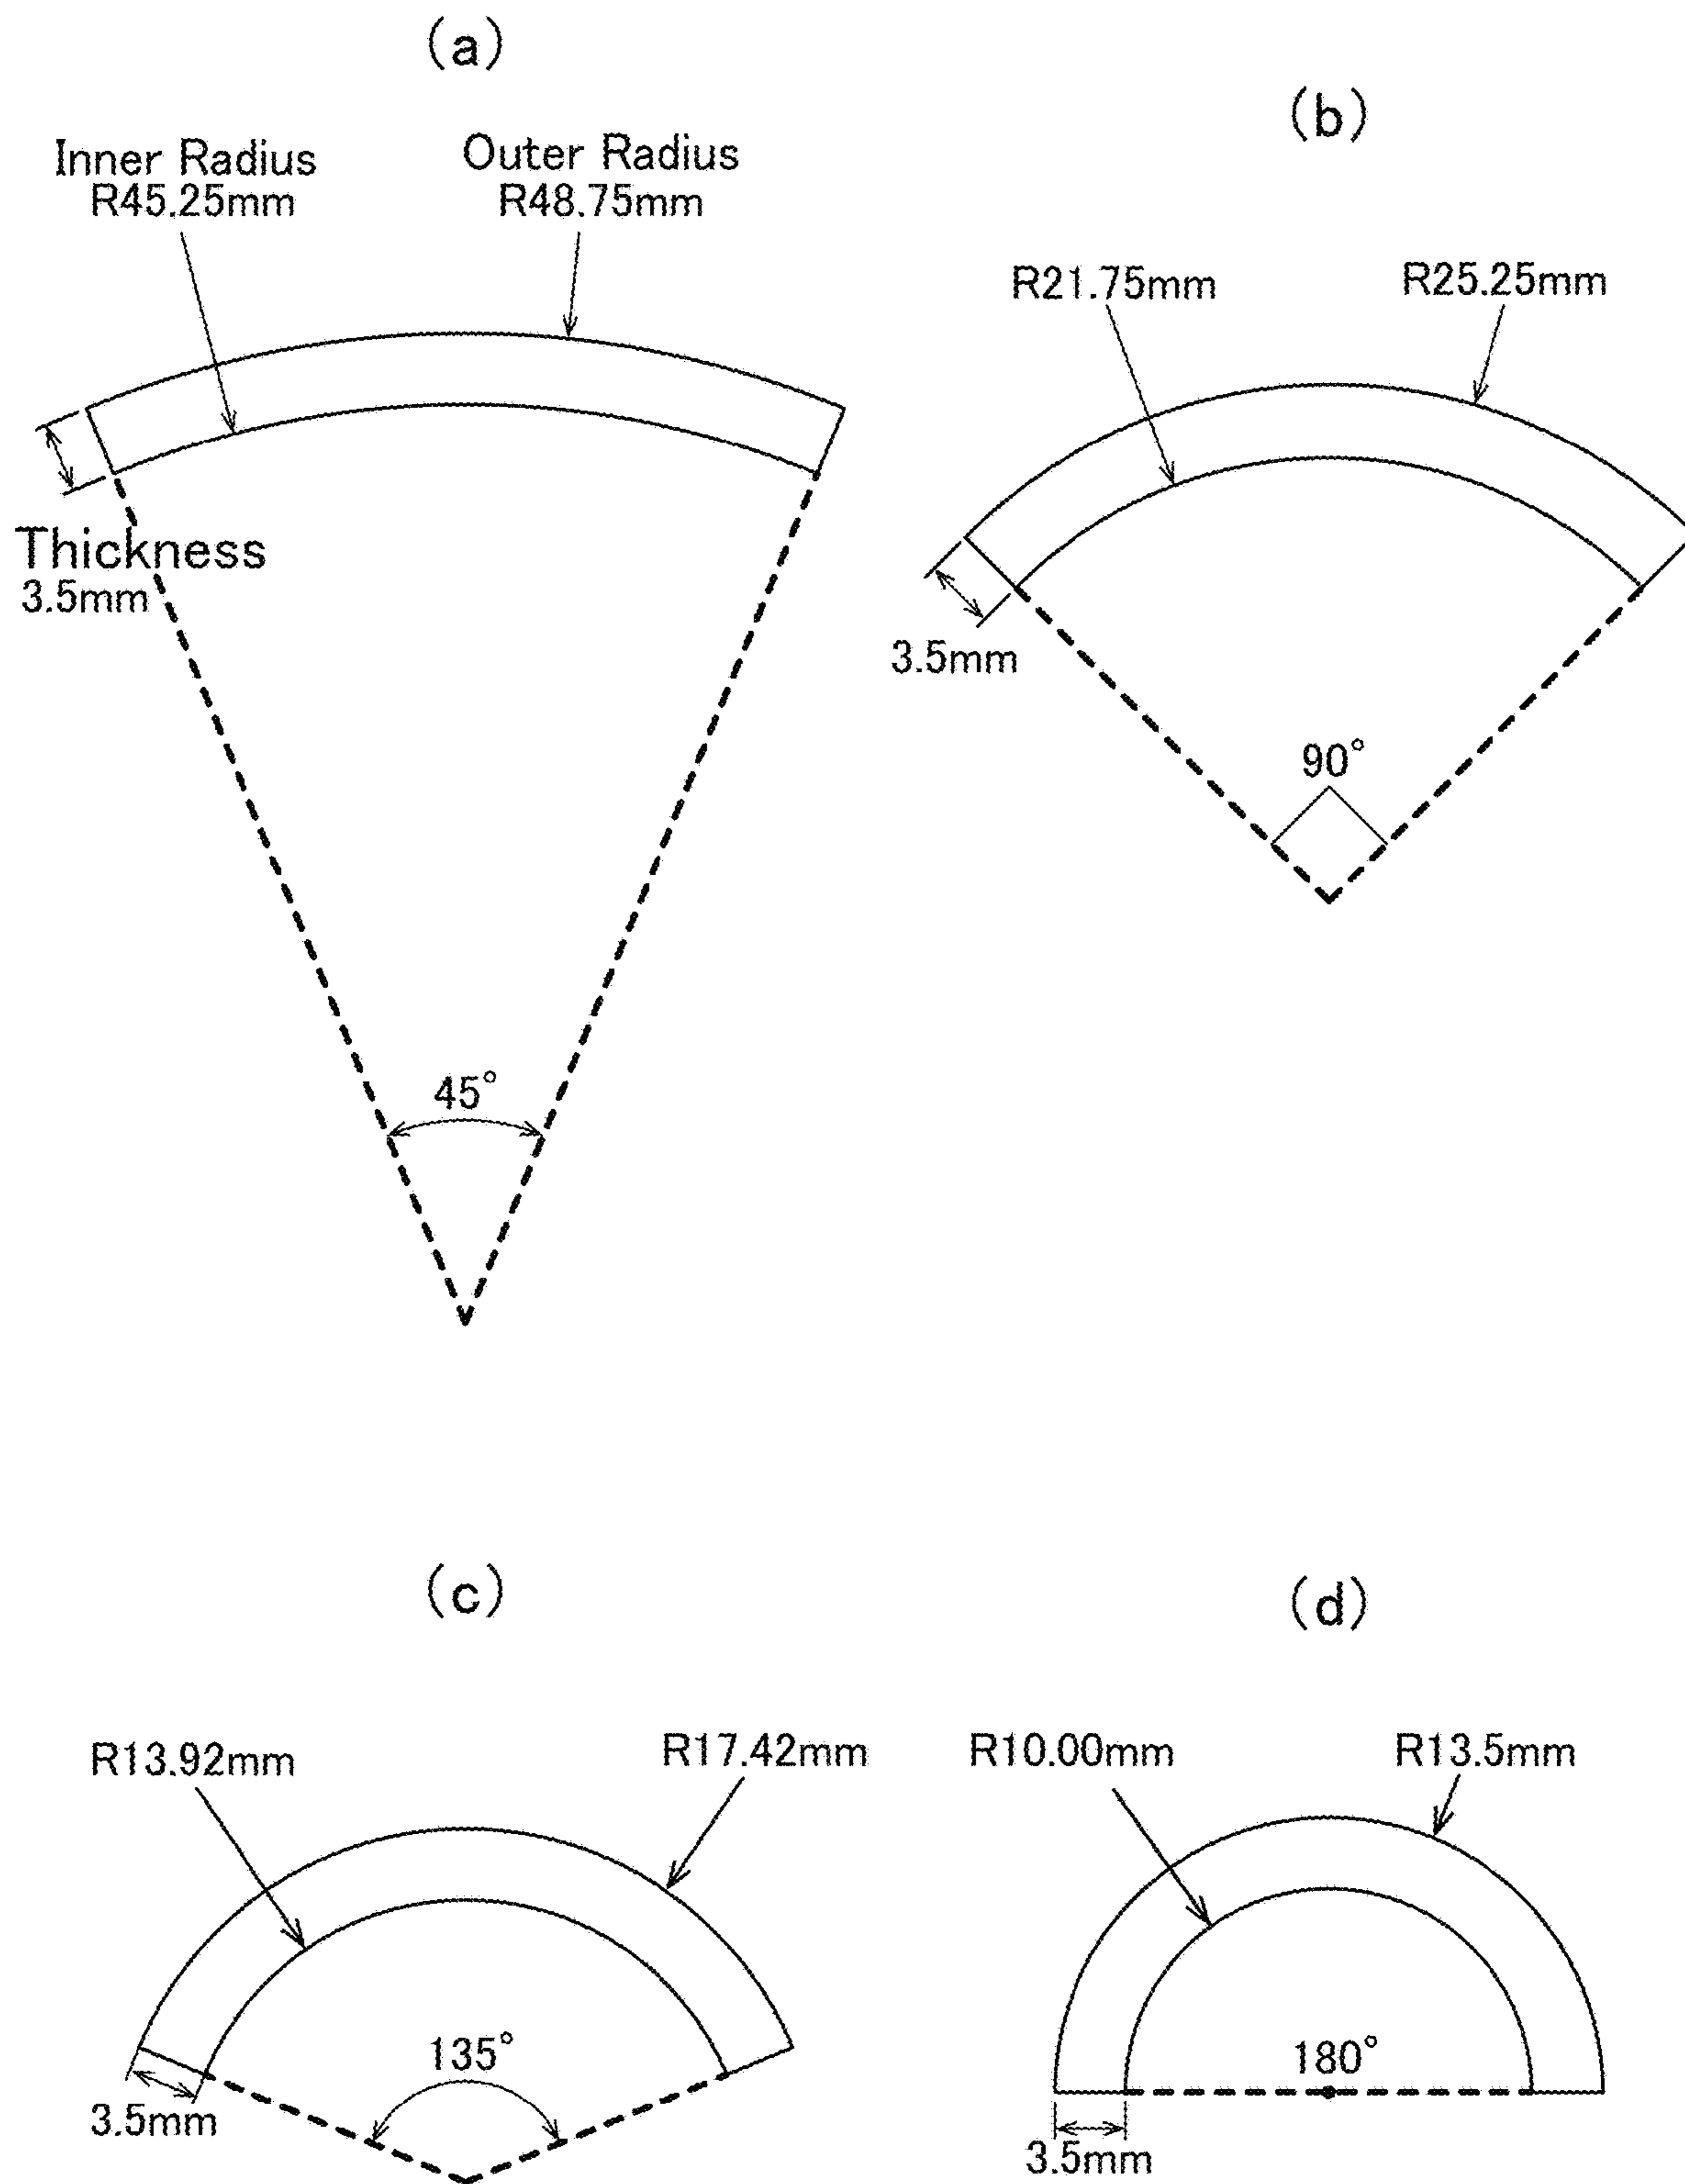 (a)
Inner Radius
R45.25mm
Outer Radius
R48.75mm
Thickness
3.5mm
45°
(b)
R21.75mm
R25.25mm
3.5mm
90°
(c)
R13.92mm
R17.42mm
135°
3.5mm
(d)
R10.00mm
R13.5mm
180°
3.5mm